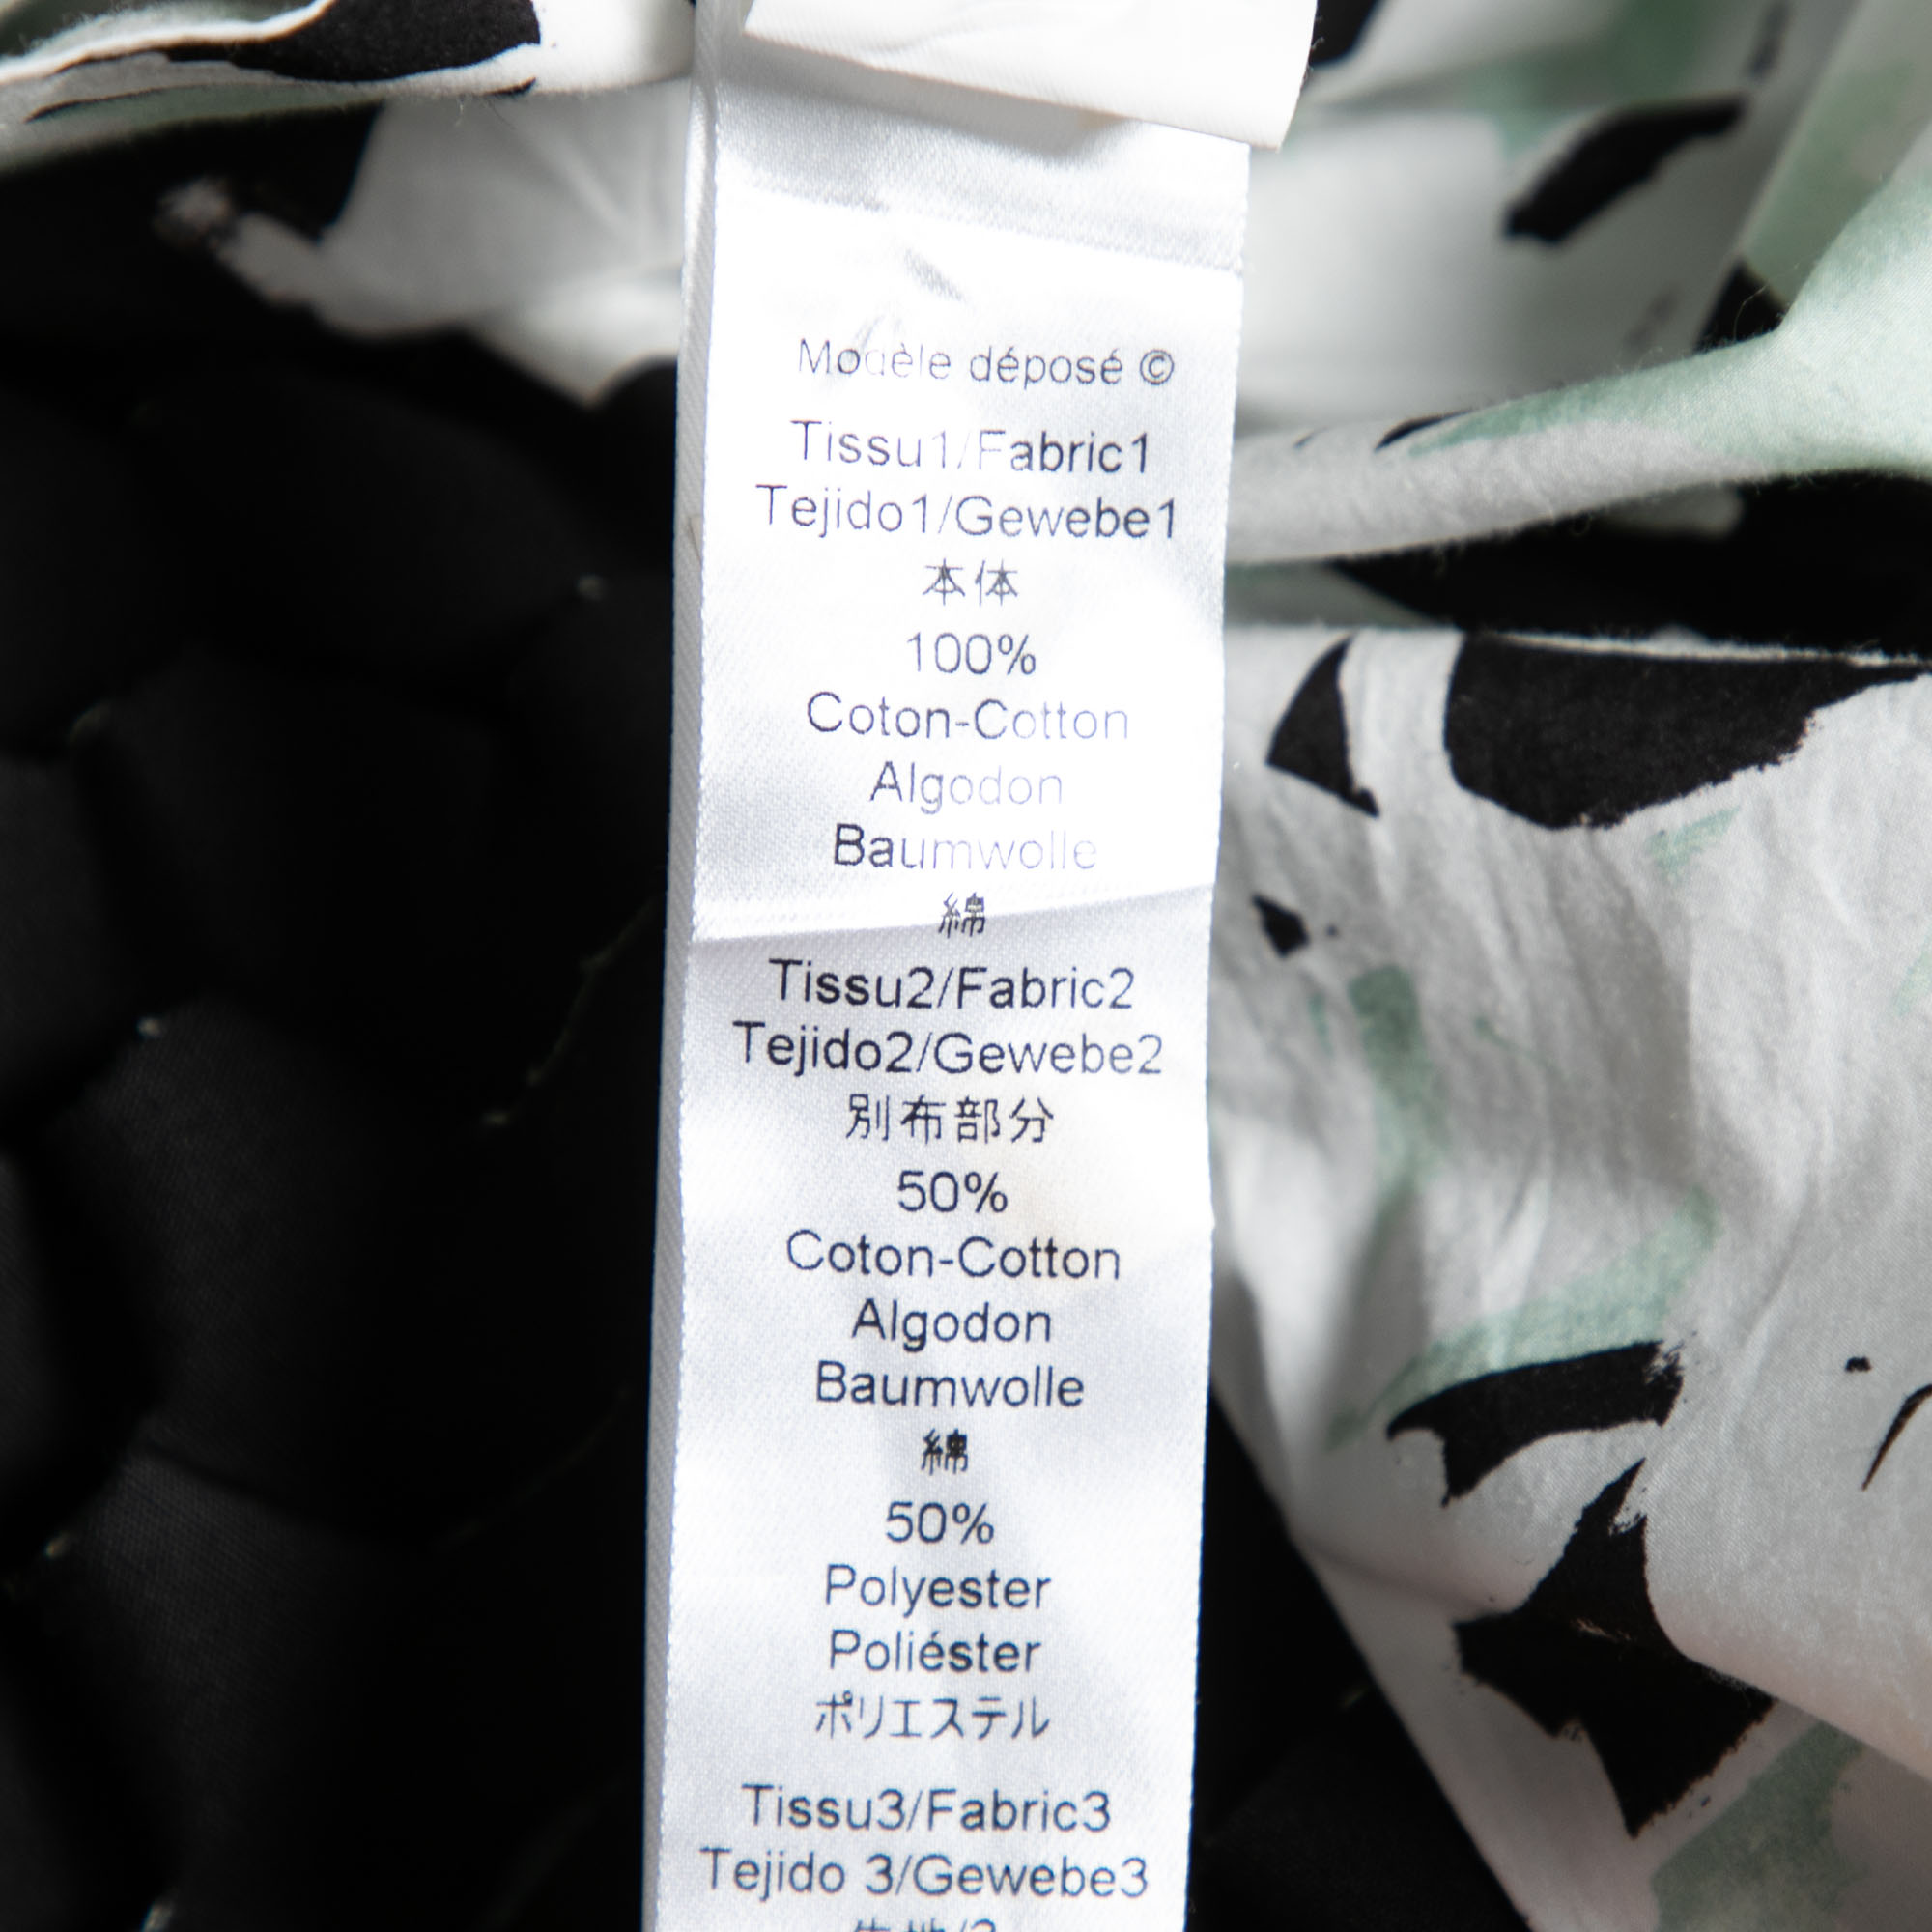 Modèle déposé ©
Tissu1/Fabric1
Tejido1/Gewebe1
本体
100%
Coton-Cotton
Algodon
Baumwolle
綿
Tissu2/Fabric2
Tejido2/Gewebe2
別布部分
50%
Coton-Cotton
Algodon
Baumwolle
綿
50%
Polyester
Poliéster
ポリエステル
Tissu3/Fabric3
Tejido 3/Gewebe3